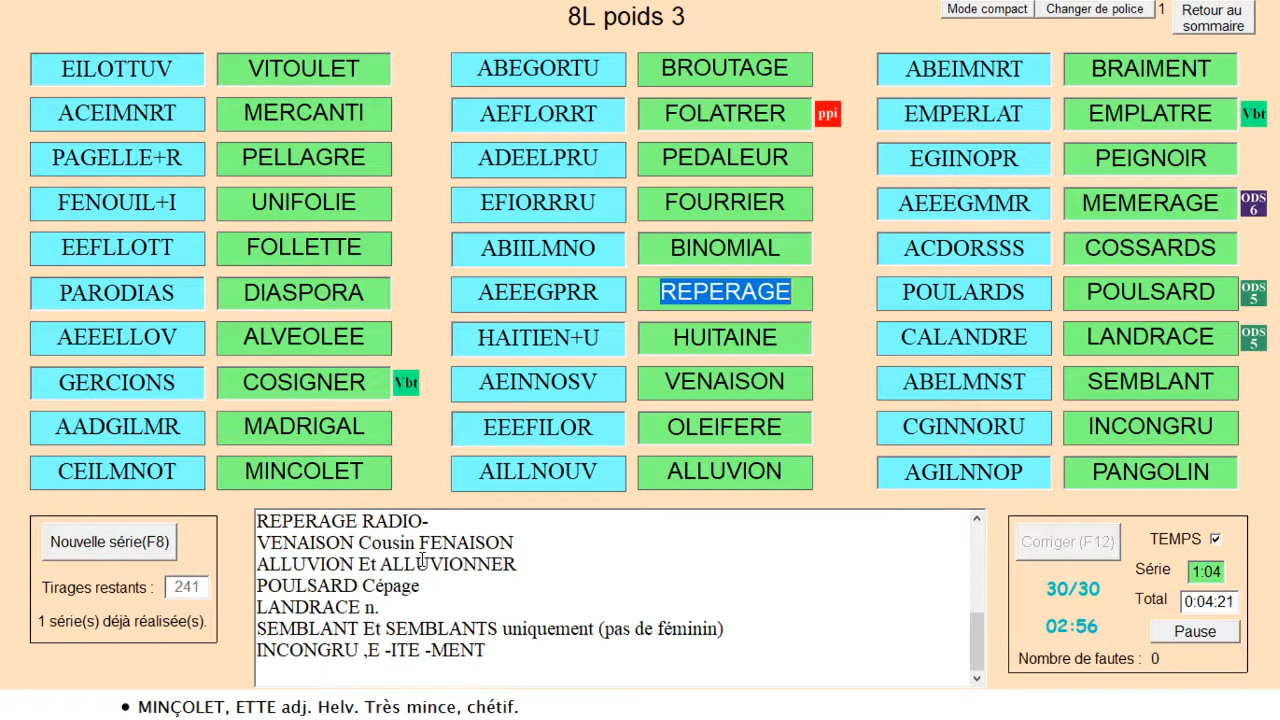 8L poids 3
Mode compact
Changer de police
1
Retour au
sommaire
EILOTTUV VITOULET
ACEIMNRT MERCANTI
PAGELLE+R PELLAGRE
FENOUIL+I UNIFOLIE
EEFLLOTT FOLLETTE
PARODIAS DIASPORA
AEEELLOV ALVEOLEE
GERCIONS COSIGNER Vbt
AADGILMR MADRIGAL
CEILMNOT MINCOLET
ABEGORTU BROUTAGE
AEFLORRT FOLATRER ppi
ADEELPRU PEDALEUR
EFIORRRU FOURRIER
ABIILMNO BINOMIAL
AEEEGPRR REPERAGE
HAITIEN+U HUITAINE
AEINNOSV VENAISON
EEEFILOR OLEIFERE
AILLNOUV ALLUVION
ABEIMNRT BRAIMENT
EMPERLAT EMPLATRE Vbt
EGIINOPR PEIGNOIR
AEEEGMMR MEMERAGE ODS 6
ACDORSSS COSSARDS
POULARDS POULSARD ODS 5
CALANDRE LANDRACE ODS 5
ABELMNST SEMBLANT
CGINNORU INCONGRU
AGILNNOP PANGOLIN
Nouvelle série(F8)
Tirages restants : 241
1 série(s) déjà réalisée(s).
REPERAGE RADIO-
VENAISON Cousin FENAISON
ALLUVION Et ALLUVIONNER
POULSARD Cépage
LANDRACE n.
SEMBLANT Et SEMBLANTS uniquement (pas de féminin)
INCONGRU ,E -ITE -MENT
Corriger (F12)
TEMPS
Série 1:04
30/30
Total 0:04:21
02:56
Pause
Nombre de fautes : 0
• MINÇOLET, ETTE adj. Helv. Très mince, chétif.